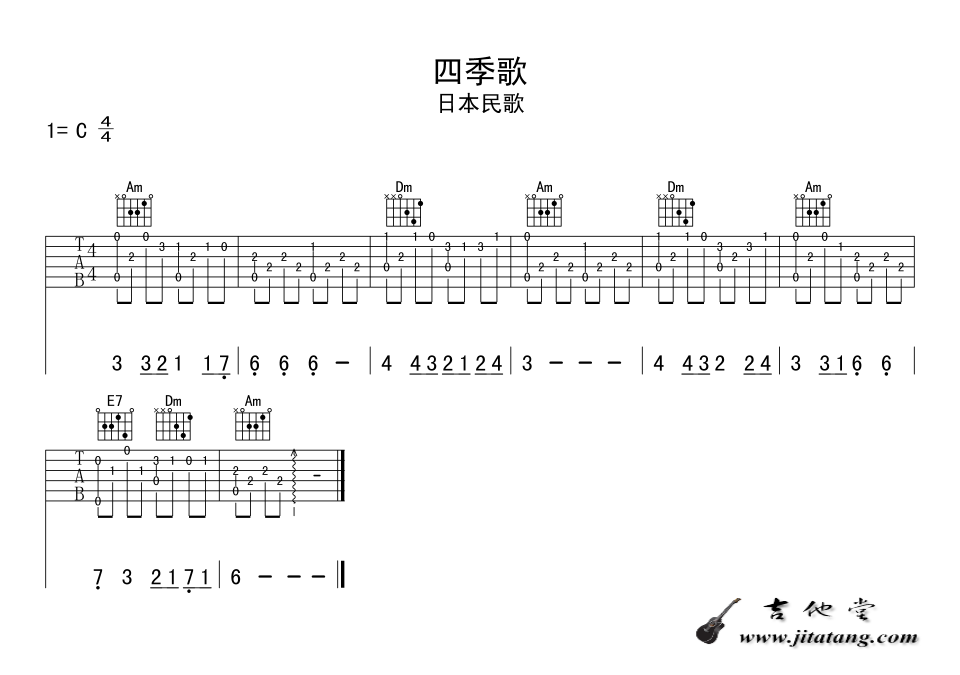 四季歌
日本民歌
1= C 4/4
Am Dm Am Dm Am
T A B 4/4
3 3 2 1 1 7 | 6 6 6 – | 4 4 3 2 1 2 4 | 3 – – – | 4 4 3 2 2 4 | 3 3 1 6 6 |
E7 Dm Am
T A B
7 3 2 1 7 1 | 6 – – –
吉他堂
www.jitatang.com